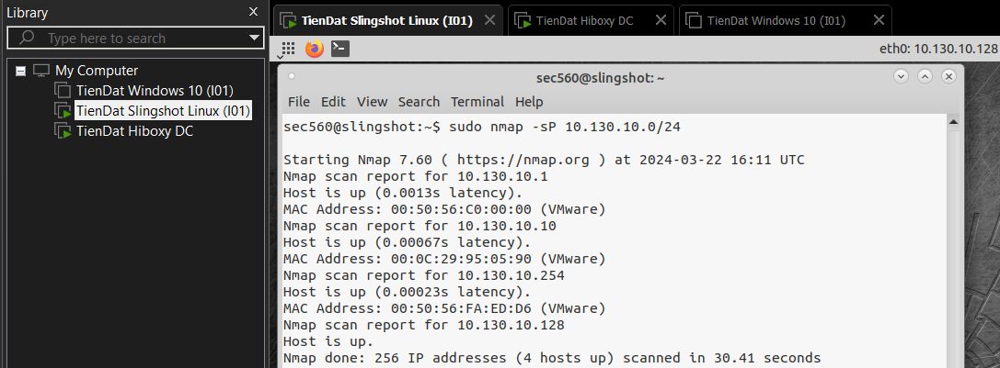 Library
Type here to search
My Computer
TienDat Windows 10 (I01)
TienDat Slingshot Linux (I01)
TienDat Hiboxy DC
TienDat Slingshot Linux (I01)
TienDat Hiboxy DC
TienDat Windows 10 (I01)
eth0: 10.130.10.128
sec560@slingshot: ~
File Edit View Search Terminal Help
sec560@slingshot:~$ sudo nmap -sP 10.130.10.0/24
Starting Nmap 7.60 ( https://nmap.org ) at 2024-03-22 16:11 UTC
Nmap scan report for 10.130.10.1
Host is up (0.0013s latency).
MAC Address: 00:50:56:C0:00:00 (VMware)
Nmap scan report for 10.130.10.10
Host is up (0.00067s latency).
MAC Address: 00:0C:29:95:05:90 (VMware)
Nmap scan report for 10.130.10.254
Host is up (0.00023s latency).
MAC Address: 00:50:56:FA:ED:D6 (VMware)
Nmap scan report for 10.130.10.128
Host is up.
Nmap done: 256 IP addresses (4 hosts up) scanned in 30.41 seconds